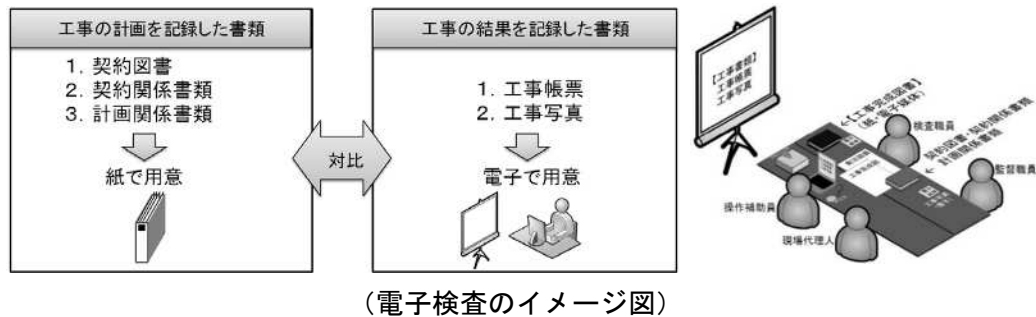 工事の計画を記録した書類
1. 契約図書
2. 契約関係書類
3. 計画関係書類
紙で用意
対比
工事の結果を記録した書類
1. 工事帳票
2. 工事写真
電子で用意
【工事書類】
工事帳票
工事写真
←【工事完成図書】
(紙・電子媒体)
検査職員
← 契約図書・契約関係書類
計画関係書類
監督職員
操作補助員
現場代理人
(電子検査のイメージ図)